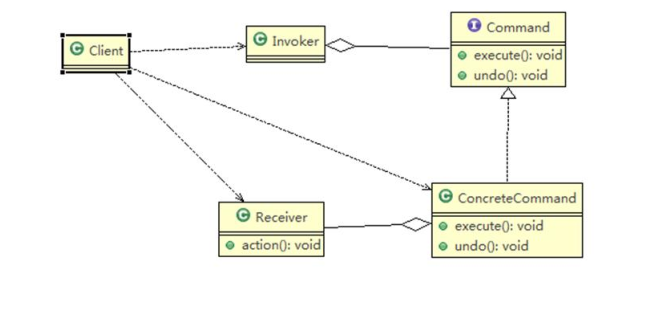 Client
Invoker
Command
execute(): void
undo(): void
Receiver
action(): void
ConcreteCommand
execute(): void
undo(): void